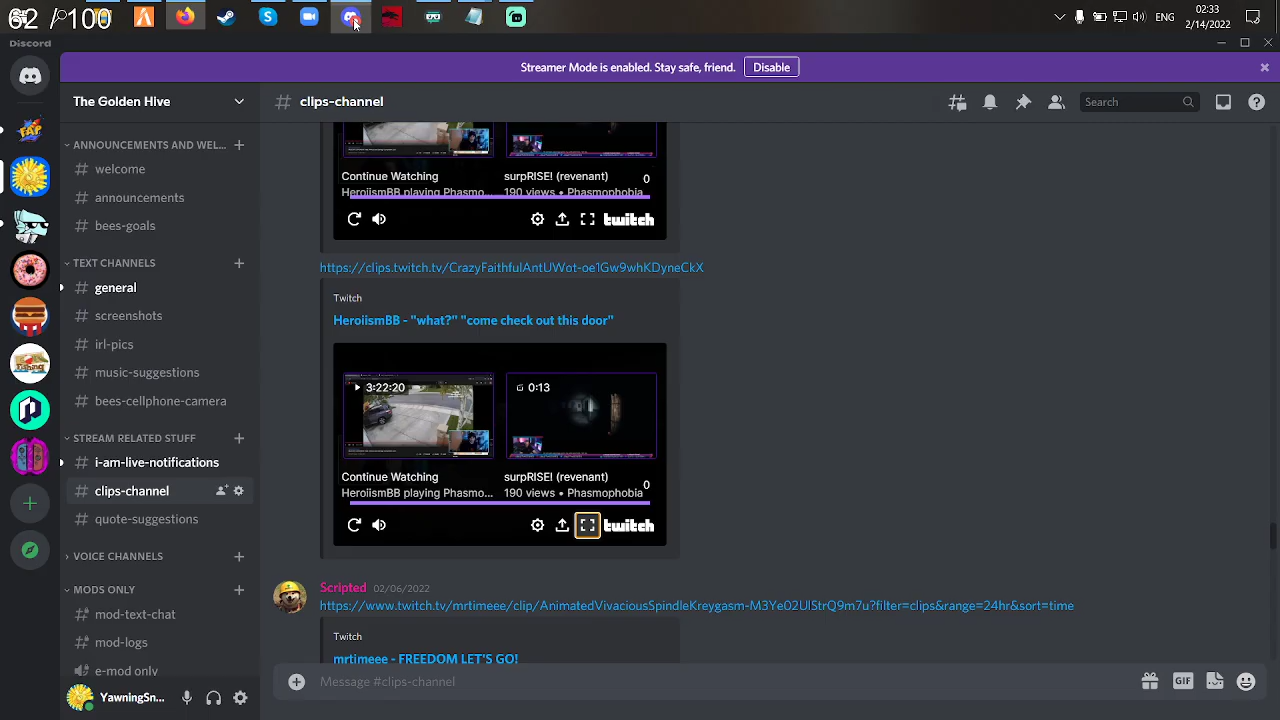 62 / 100
ENG
02:33
2/14/2022
Discord
Streamer Mode is enabled. Stay safe, friend.
Disable
The Golden Hive
clips-channel
Search
ANNOUNCEMENTS AND WEL...
welcome
announcements
bees-goals
TEXT CHANNELS
general
screenshots
irl-pics
music-suggestions
bees-cellphone-camera
STREAM RELATED STUFF
i-am-live-notifications
clips-channel
quote-suggestions
VOICE CHANNELS
MODS ONLY
mod-text-chat
mod-logs
e-mod only
YawningSn...
FAP
Continue Watching
surpRISE! (revenant)
0
HeroiismBB playing Phasmo...
190 views • Phasmophobia
twitch
https://clips.twitch.tv/CrazyFaithfulAntUWot-oe1Gw9whKDyneCkX
Twitch
HeroiismBB - "what?" "come check out this door"
3:22:20
0:13
Continue Watching
surpRISE! (revenant)
0
HeroiismBB playing Phasmo...
190 views • Phasmophobia
twitch
Scripted 02/06/2022
https://www.twitch.tv/mrtimeee/clip/AnimatedVivaciousSpindleKreygasm-M3Ye02UIStrQ9m7u?filter=clips&range=24hr&sort=time
Twitch
mrtimeee - FREEDOM LET'S GO!
Message #clips-channel
GIF